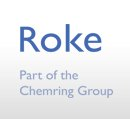 Roke
Part of the
Chemring Group